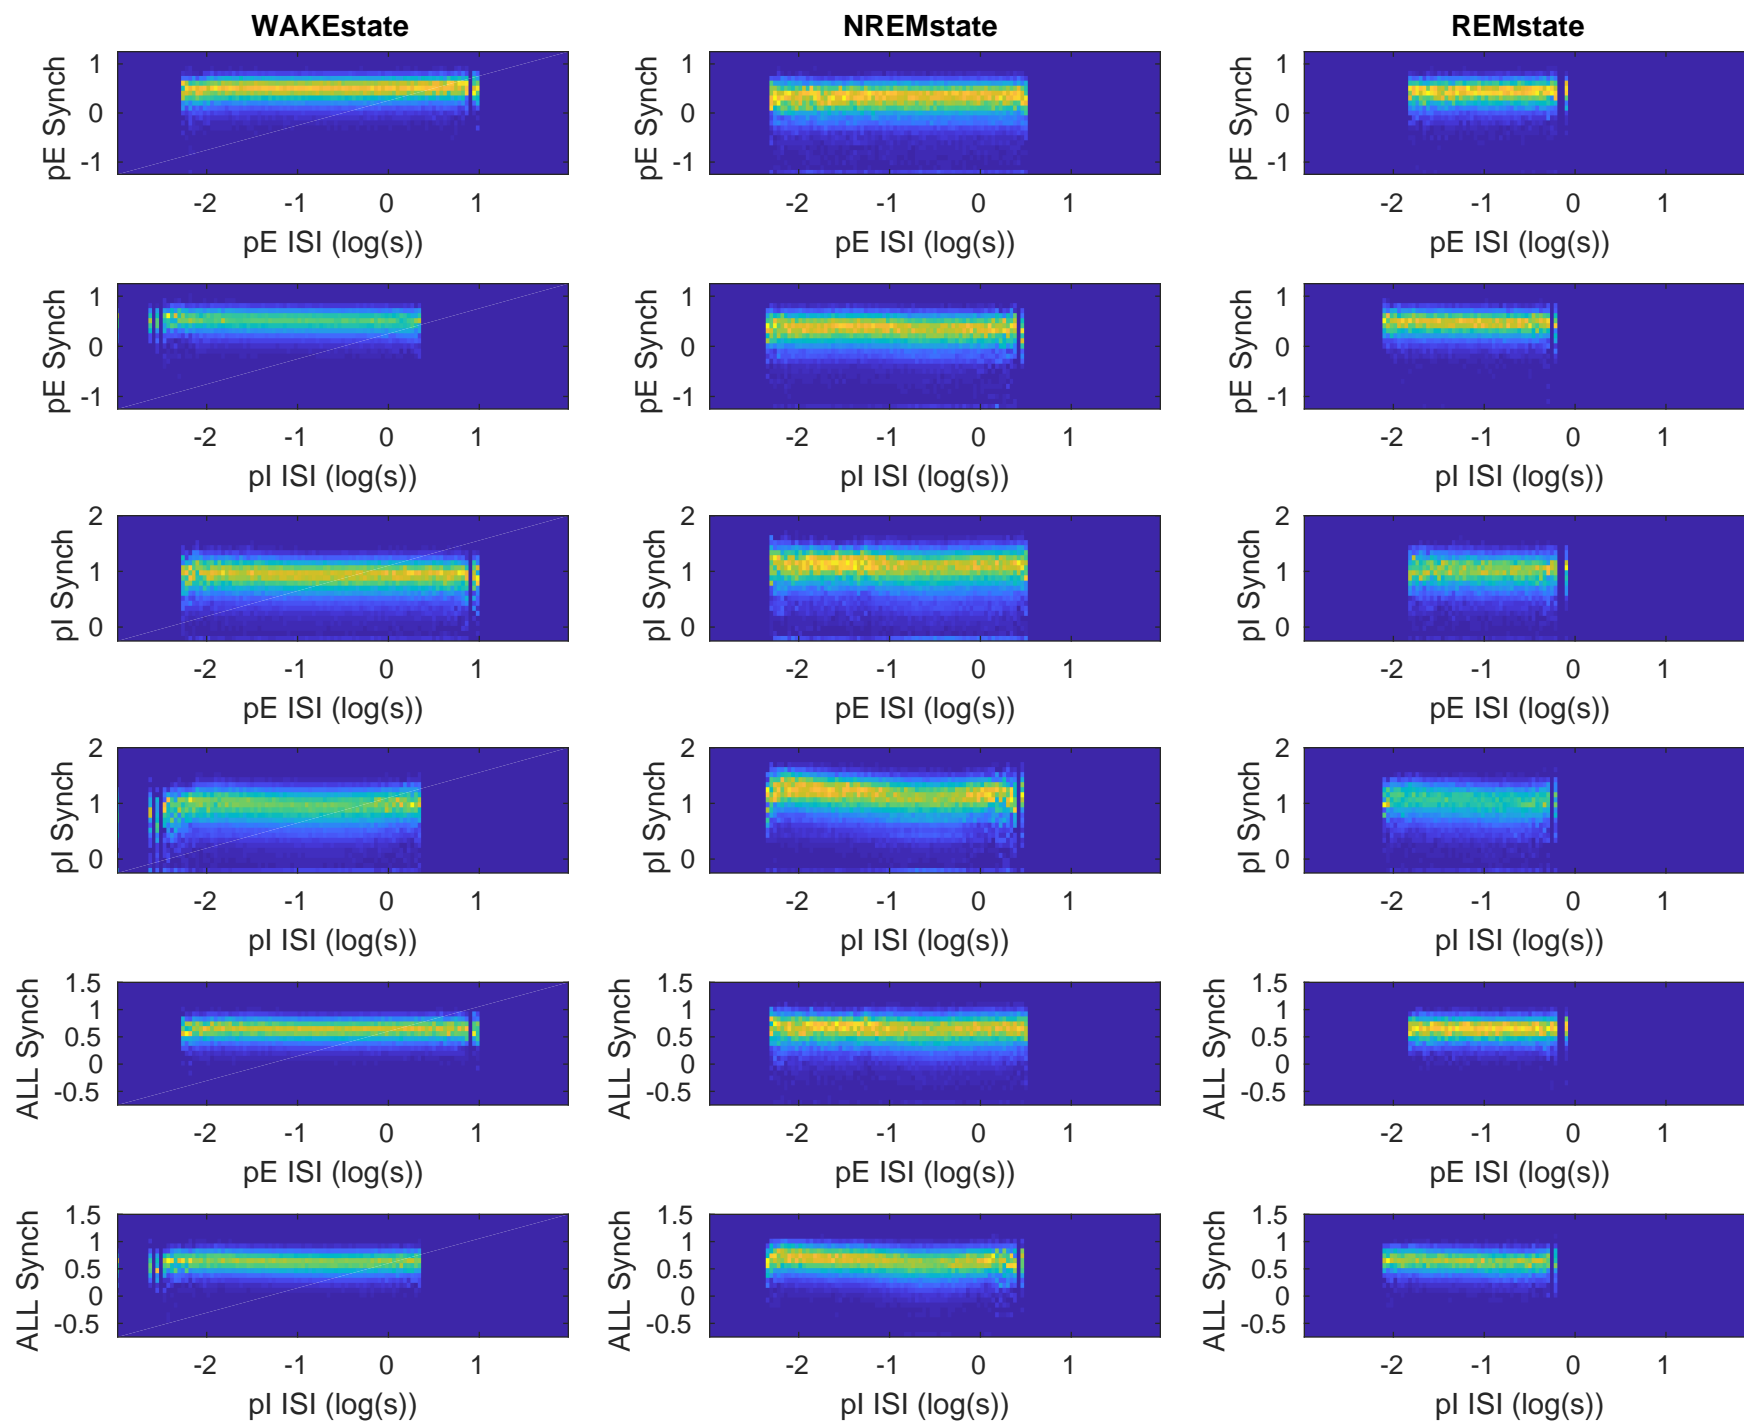 WAKEstate NREMstate REMstate
1 1 1
pE Synch pE Synch pE Synch
0 0 0
-1 -1 -1
-2 -1 0 1 -2 -1 0 1 -2 -1 0 1
pE ISI (log(s)) pE ISI (log(s)) pE ISI (log(s))
1 1 1
pE Synch pE Synch pE Synch
0 0 0
-1 -1 -1
-2 -1 0 1 -2 -1 0 1 -2 -1 0 1
pI ISI (log(s)) pI ISI (log(s)) pI ISI (log(s))
2 2 2
pI Synch pI Synch pI Synch
1 1 1
0 0 0
-2 -1 0 1 -2 -1 0 1 -2 -1 0 1
pE ISI (log(s)) pE ISI (log(s)) pE ISI (log(s))
2 2 2
pI Synch pI Synch pI Synch
1 1 1
0 0 0
-2 -1 0 1 -2 -1 0 1 -2 -1 0 1
pI ISI (log(s)) pI ISI (log(s)) pI ISI (log(s))
1.5 1.5 1.5
ALL Synch ALL Synch ALL Synch
1 1 1
0.5 0.5 0.5
0 0 0
-0.5 -0.5 -0.5
-2 -1 0 1 -2 -1 0 1 -2 -1 0 1
pE ISI (log(s)) pE ISI (log(s)) pE ISI (log(s))
1.5 1.5 1.5
ALL Synch ALL Synch ALL Synch
1 1 1
0.5 0.5 0.5
0 0 0
-0.5 -0.5 -0.5
-2 -1 0 1 -2 -1 0 1 -2 -1 0 1
pI ISI (log(s)) pI ISI (log(s)) pI ISI (log(s))